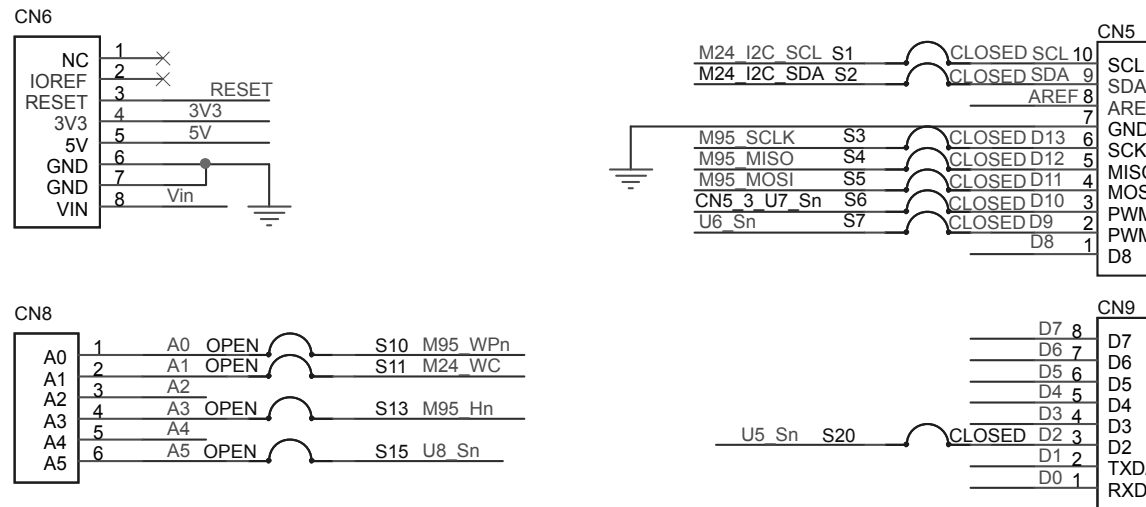 CN6
NC 1
IOREF 2
RESET 3 RESET
3V3 4 3V3
5V 5 5V
GND 6
GND 7
VIN 8 Vin
CN5
M24_I2C_SCL S1 CLOSED SCL 10 SCL
M24_I2C_SDA S2 CLOSED SDA 9 SDA
AREF 8 ARE
7 GND
M95_SCLK S3 CLOSED D13 6 SCK
M95_MISO S4 CLOSED D12 5 MISO
M95_MOSI S5 CLOSED D11 4 MOS
CN5_3_U7_Sn S6 CLOSED D10 3 PWM
U6_Sn S7 CLOSED D9 2 PWM
D8 1 D8
CN8
A0 1 A0 OPEN S10 M95_WPn
A1 2 A1 OPEN S11 M24_WC
A2 3 A2
A3 4 A3 OPEN S13 M95_Hn
A4 5 A4
A5 6 A5 OPEN S15 U8_Sn
CN9
D7 8 D7
D6 7 D6
D5 6 D5
D4 5 D4
D3 4 D3
U5_Sn S20 CLOSED D2 3 D2
D1 2 TXD
D0 1 RXD